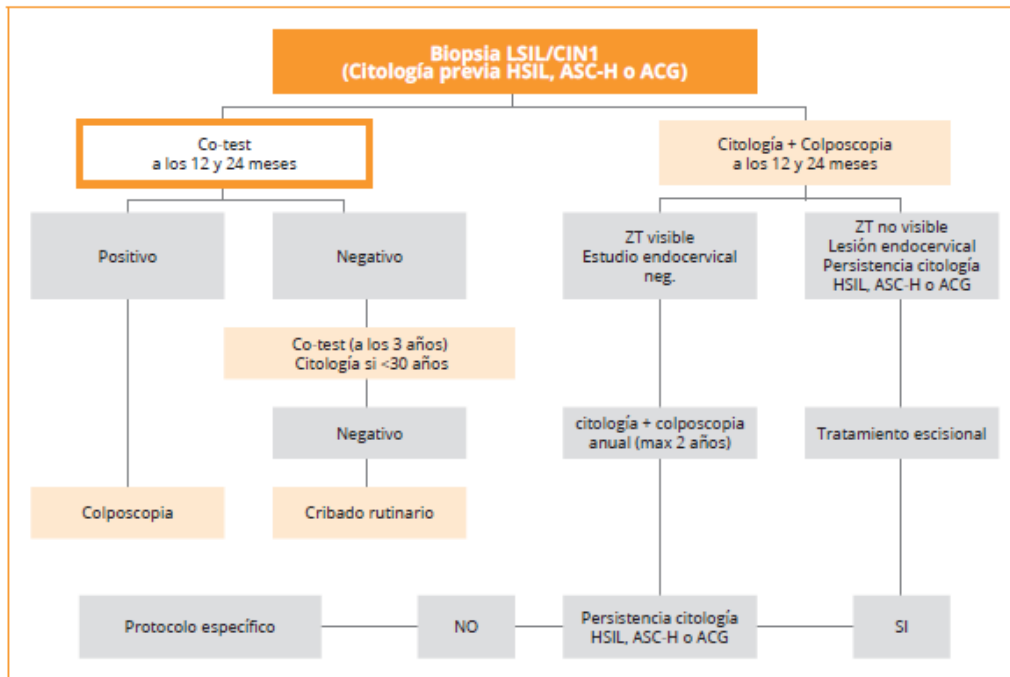 Biopsia LSIL/CIN1
(Citología previa HSIL, ASC-H o ACG)
Co-test
a los 12 y 24 meses
Citología + Colposcopia
a los 12 y 24 meses
Positivo
Negativo
ZT visible
Estudio endocervical
neg.
ZT no visible
Lesión endocervical
Persistencia citología
HSIL, ASC-H o ACG
Co-test (a los 3 años)
Citología si <30 años
Negativo
citología + colposcopia
anual (max 2 años)
Tratamiento escisional
Colposcopia
Cribado rutinario
Protocolo específico
NO
Persistencia citología
HSIL, ASC-H o ACG
SI